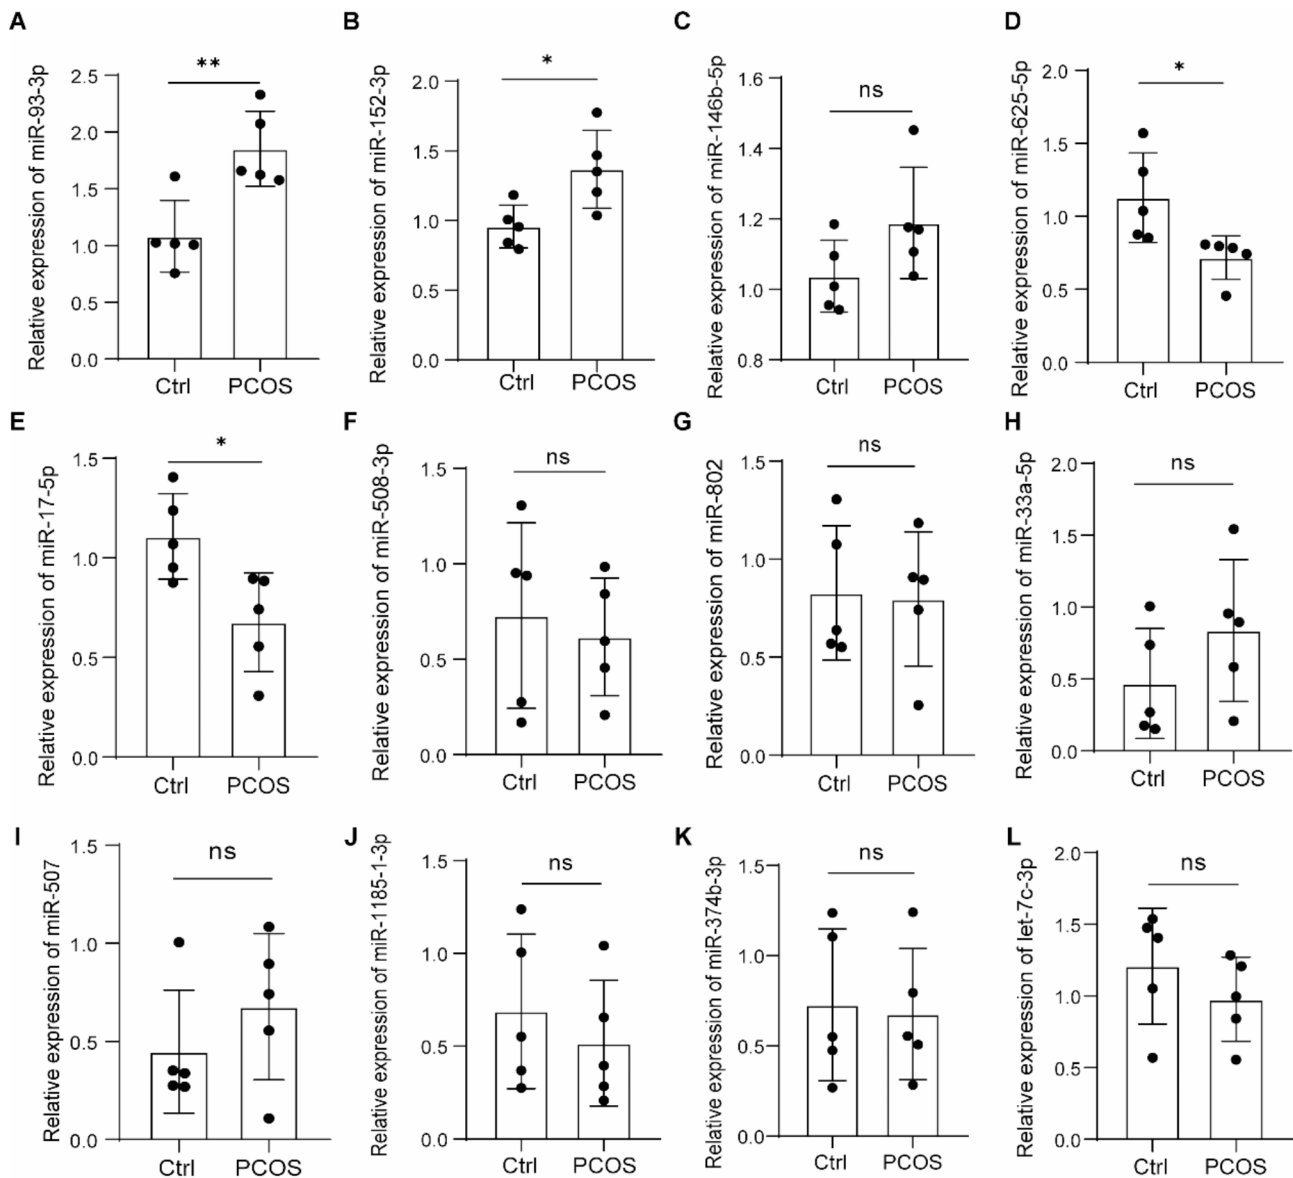 A
Relative expression of miR-93-3p
**
2.5
2.0
1.5
1.0
0.5
0.0
Ctrl
PCOS
B
Relative expression of miR-152-3p
*
2.0
1.5
1.0
0.5
0.0
Ctrl
PCOS
C
Relative expression of miR-146b-5p
ns
1.6
1.4
1.2
1.0
0.8
Ctrl
PCOS
D
Relative expression of miR-625-5p
*
2.0
1.5
1.0
0.5
0.0
Ctrl
PCOS
E
Relative expression of miR-17-5p
*
1.5
1.0
0.5
0.0
Ctrl
PCOS
F
Relative expression of miR-508-3p
ns
1.5
1.0
0.5
0.0
Ctrl
PCOS
G
Relative expression of miR-802
ns
1.5
1.0
0.5
0.0
Ctrl
PCOS
H
Relative expression of miR-33a-5p
ns
2.0
1.5
1.0
0.5
0.0
Ctrl
PCOS
I
Relative expression of miR-507
ns
1.5
1.0
0.5
0.0
Ctrl
PCOS
J
Relative expression of miR-1185-1-3p
ns
1.5
1.0
0.5
0.0
Ctrl
PCOS
K
Relative expression of miR-374b-3p
ns
1.5
1.0
0.5
0.0
Ctrl
PCOS
L
Relative expression of let-7c-3p
ns
2.0
1.5
1.0
0.5
0.0
Ctrl
PCOS